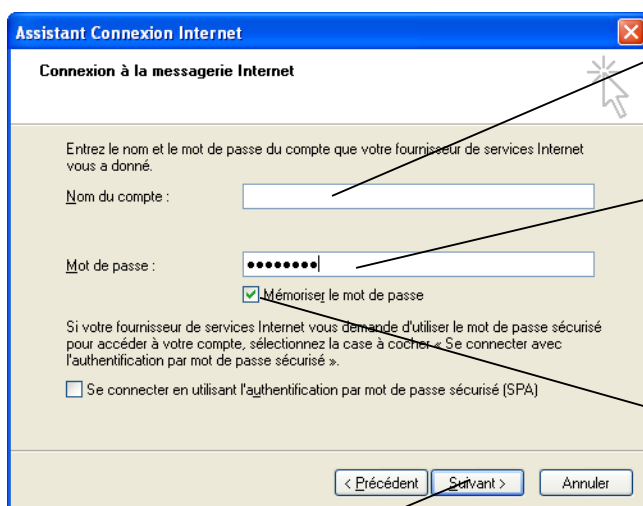 Assistant Connexion Internet
Connexion à la messagerie Internet
Entrez le nom et le mot de passe du compte que votre fournisseur de services Internet
vous a donné.
Nom du compte :
Mot de passe : ••••••••
Mémoriser le mot de passe
Si votre fournisseur de services Internet vous demande d'utiliser le mot de passe sécurisé
pour accéder à votre compte, sélectionnez la case à cocher « Se connecter avec
l'authentification par mot de passe sécurisé ».
Se connecter en utilisant l'authentification par mot de passe sécurisé (SPA)
< Précédent Suivant > Annuler